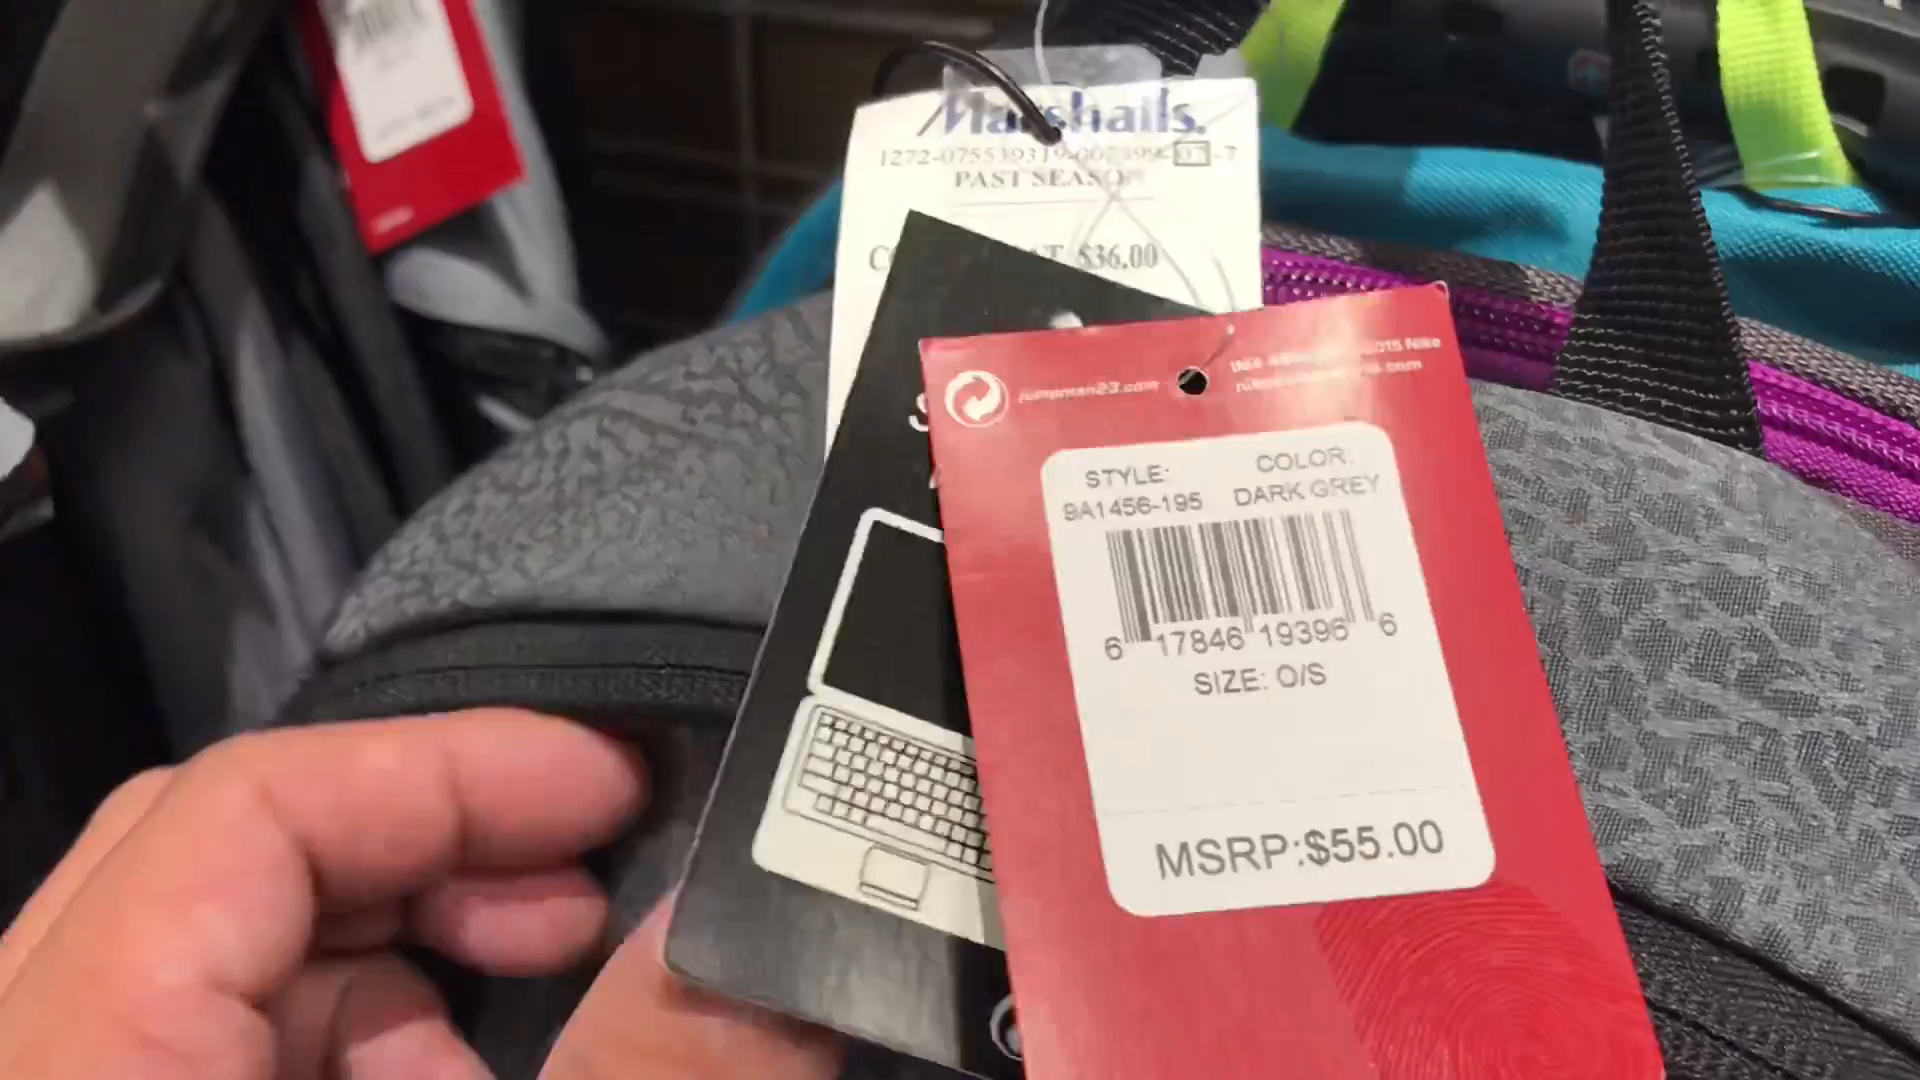 Marshalls.
PAST SEASON
$36.00
jumpman23.com
STYLE:
9A1456-195
COLOR:
DARK GREY
6 17846 19396 6
SIZE: O/S
MSRP:$55.00